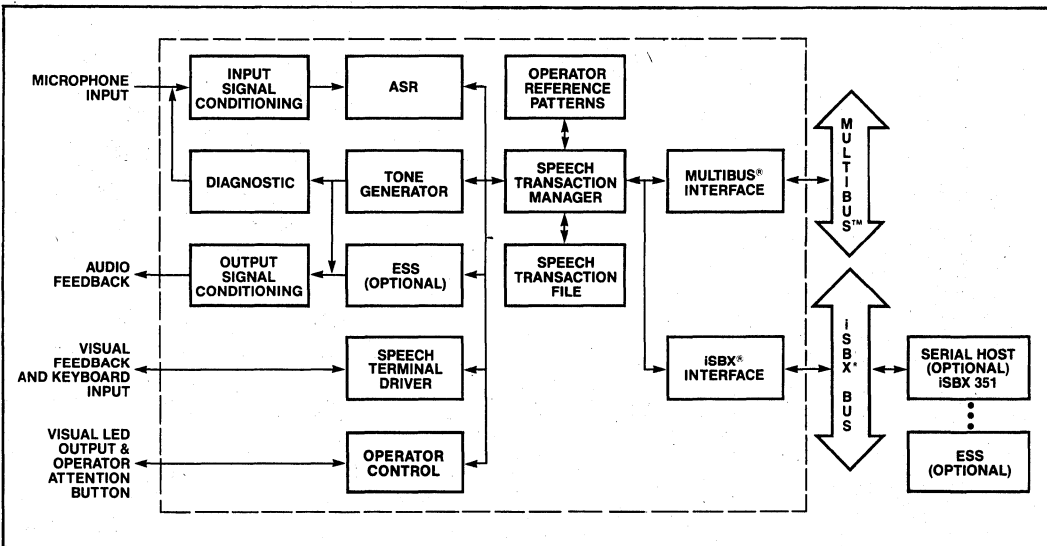 MICROPHONE
INPUT
INPUT
SIGNAL
CONDITIONING
ASR
OPERATOR
REFERENCE
PATTERNS
DIAGNOSTIC
TONE
GENERATOR
SPEECH
TRANSACTION
MANAGER
MULTIBUS®
INTERFACE
MULTIBUS™
AUDIO
FEEDBACK
OUTPUT
SIGNAL
CONDITIONING
ESS
(OPTIONAL)
SPEECH
TRANSACTION
FILE
VISUAL
FEEDBACK
AND KEYBOARD
INPUT
SPEECH
TERMINAL
DRIVER
iSBX®
INTERFACE
iSBX* BUS
SERIAL HOST
(OPTIONAL)
iSBX 351
VISUAL LED
OUTPUT &
OPERATOR
ATTENTION
BUTTON
OPERATOR
CONTROL
ESS
(OPTIONAL)